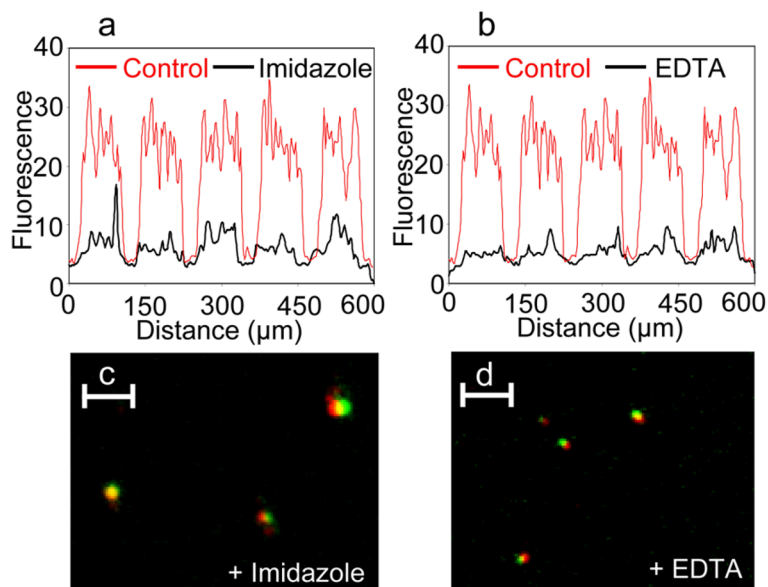 a
Control Imidazole
Fluorescence
40
30
20
10
0
0 150 300 450 600
Distance (µm)
b
Control EDTA
Fluorescence
40
30
20
10
0
0 150 300 450 600
Distance (µm)
c
+ Imidazole
d
+ EDTA